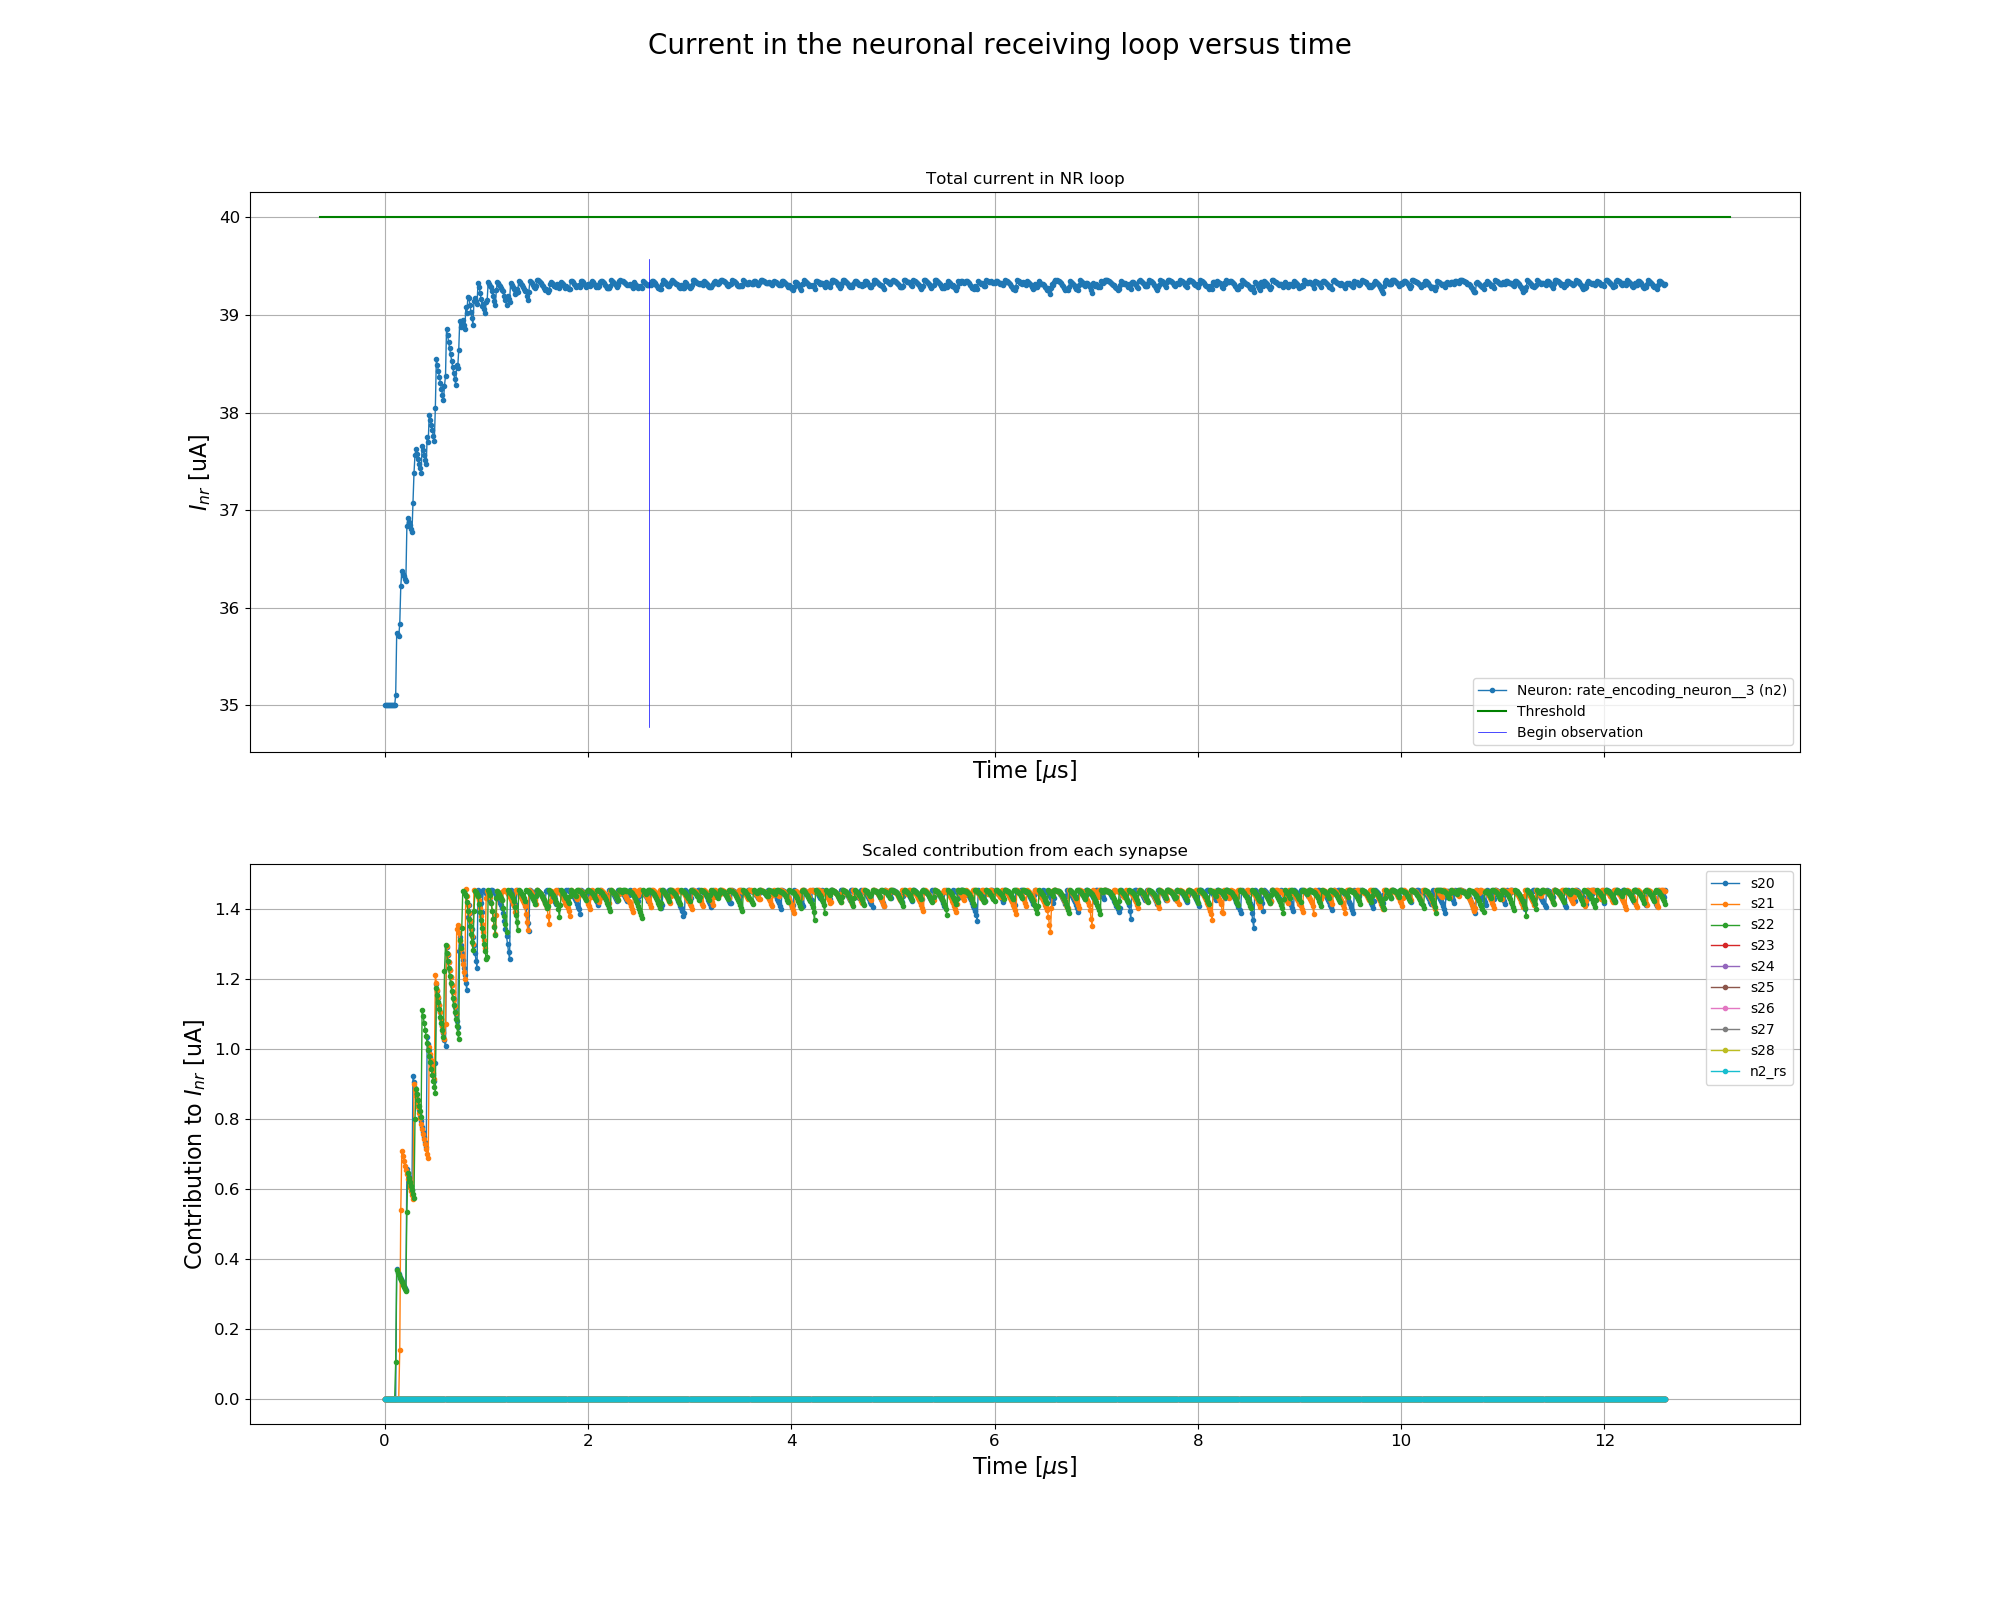 Current in the neuronal receiving loop versus time
Total current in NR loop
40
39
38
37
36
35
I_nr [uA]
Neuron: rate_encoding_neuron__3 (n2)
Threshold
Begin observation
Time [μs]
Scaled contribution from each synapse
1.4
1.2
1.0
0.8
0.6
0.4
0.2
0.0
Contribution to I_nr [uA]
s20
s21
s22
s23
s24
s25
s26
s27
s28
n2_rs
0 2 4 6 8 10 12
Time [μs]